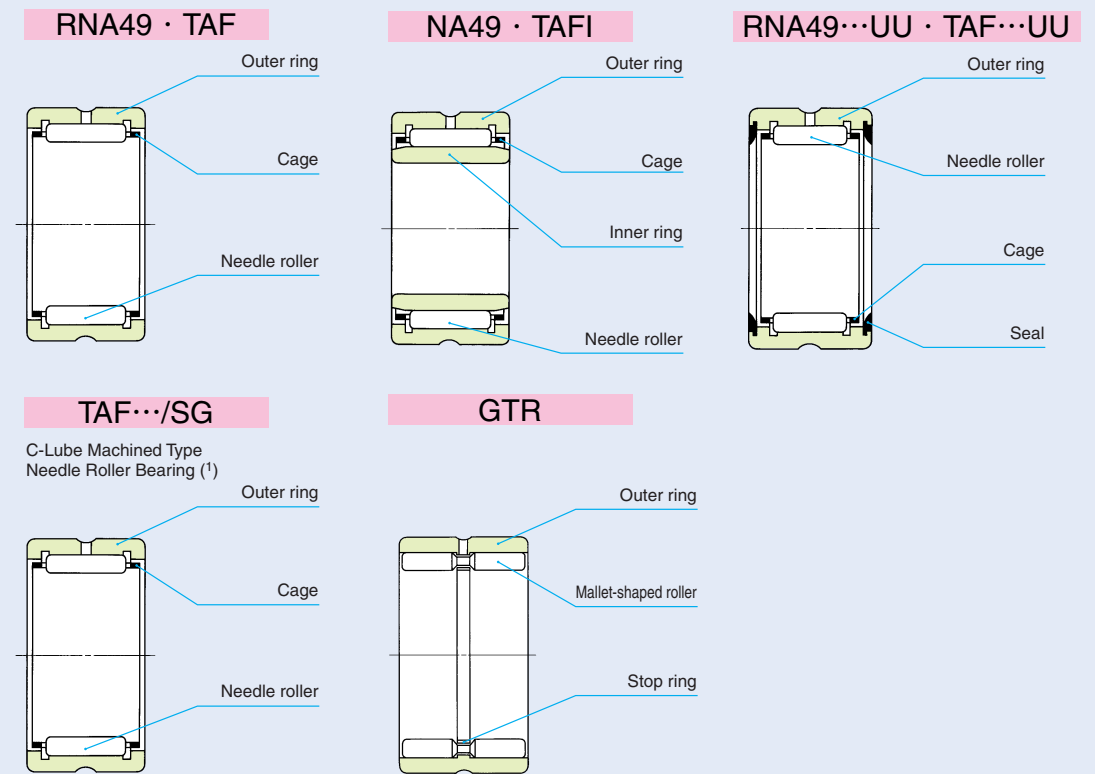 RNA49・TAF
Outer ring
Cage
Needle roller
NA49・TAFI
Outer ring
Cage
Inner ring
Needle roller
RNA49⋯UU・TAF⋯UU
Outer ring
Needle roller
Cage
Seal
TAF⋯/SG
C-Lube Machined Type
Needle Roller Bearing (¹)
Outer ring
Cage
Needle roller
GTR
Outer ring
Mallet-shaped roller
Stop ring